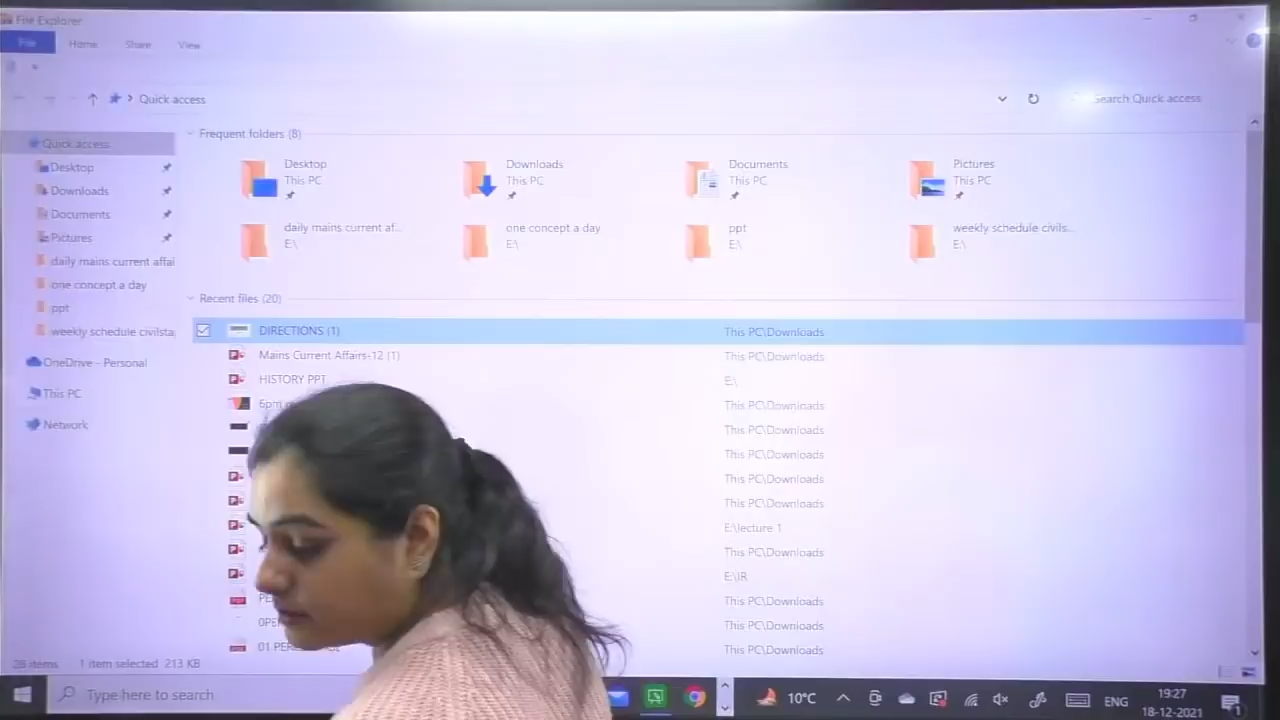 File Explorer
File Home Share View
Quick access
Search Quick access
Quick access
Desktop
Downloads
Documents
Pictures
daily mains current affai
one concept a day
ppt
weekly schedule civilsta
OneDrive - Personal
This PC
Network
Frequent folders (8)
Desktop
This PC
Downloads
This PC
Documents
This PC
Pictures
This PC
daily mains current af...
E:\
one concept a day
E:\
ppt
E:\
weekly schedule civils...
E:\
Recent files (20)
DIRECTIONS (1) This PC\Downloads
Mains Current Affairs-12 (1) This PC\Downloads
HISTORY PPT E:\
6pm This PC\Downloads
This PC\Downloads
This PC\Downloads
This PC\Downloads
This PC\Downloads
E:\lecture 1
This PC\Downloads
E:\IR
This PC\Downloads
This PC\Downloads
01 This PC\Downloads
28 items 1 item selected 213 KB
Type here to search
10°C
ENG
19:27
18-12-2021
1